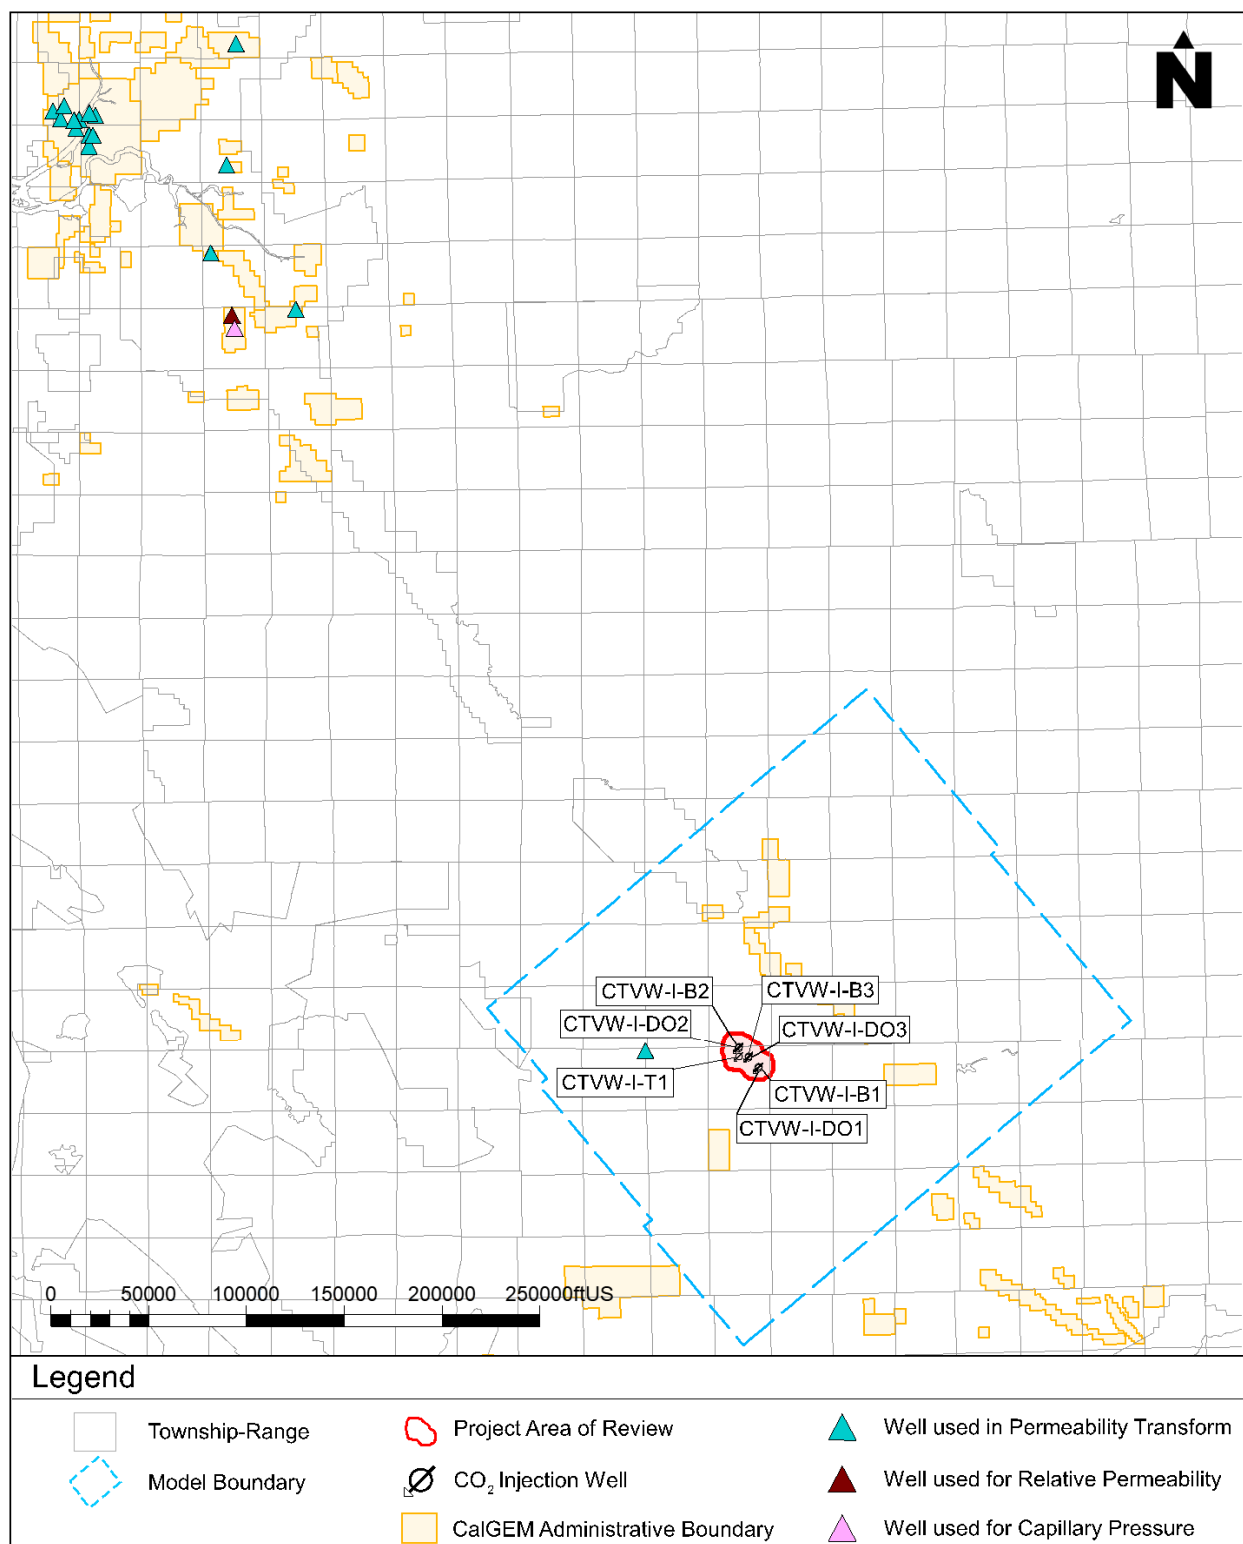 N
CTVW-I-B2
CTVW-I-B3
CTVW-I-DO2
CTVW-I-DO3
CTVW-I-T1
CTVW-I-B1
CTVW-I-DO1
0 50000 100000 150000 200000 250000ftUS
Legend
Township-Range
Project Area of Review
Well used in Permeability Transform
Model Boundary
CO₂ Injection Well
Well used for Relative Permeability
CalGEM Administrative Boundary
Well used for Capillary Pressure